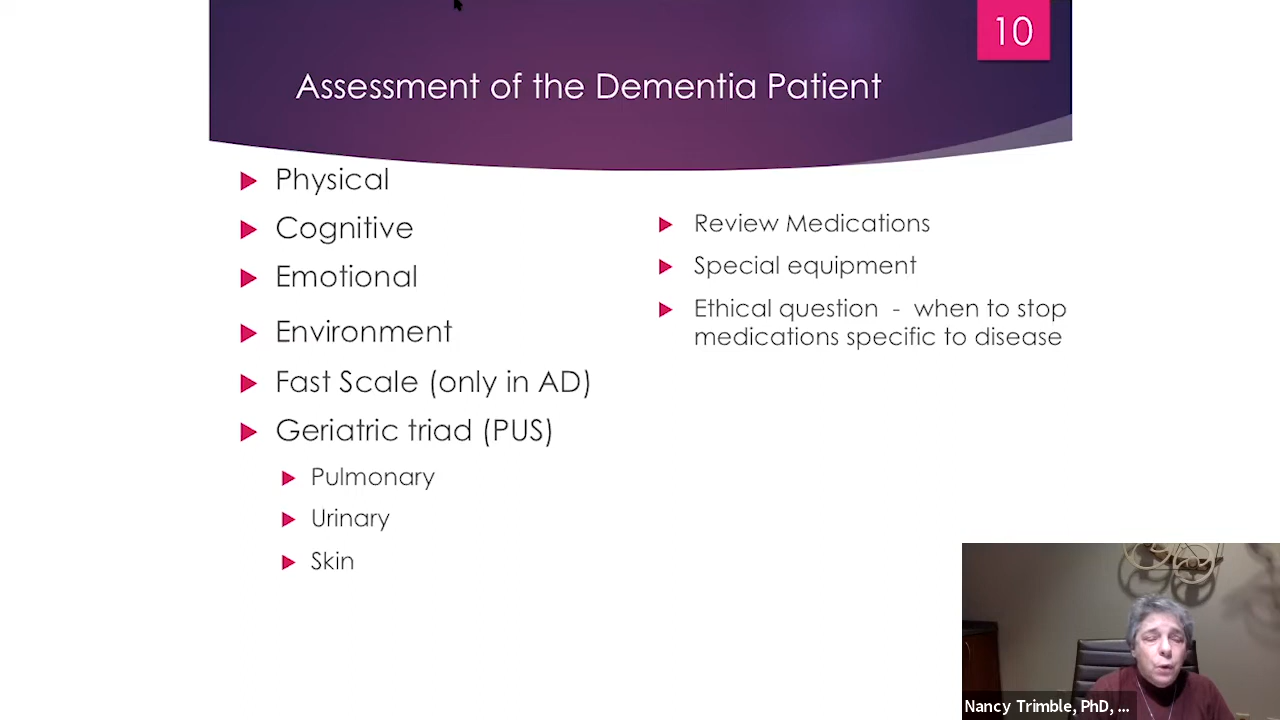 10
Assessment of the Dementia Patient
Physical
Cognitive
Emotional
Environment
Fast Scale (only in AD)
Geriatric triad (PUS)
Pulmonary
Urinary
Skin
Review Medications
Special equipment
Ethical question - when to stop
medications specific to disease
Nancy Trimble, PhD, ...